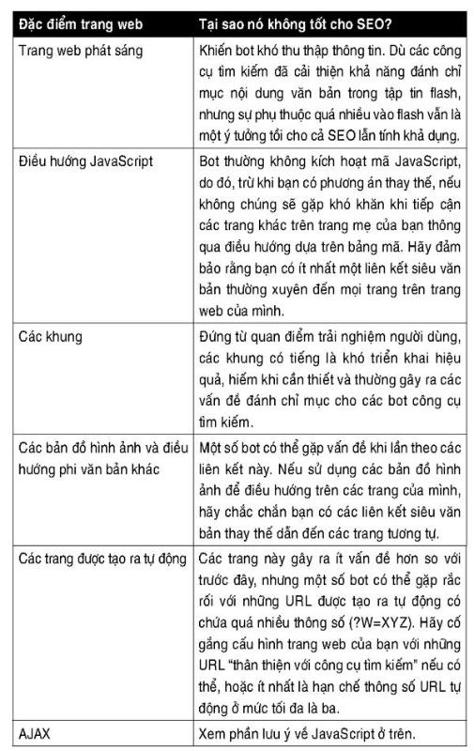 Đặc điểm trang web
Tại sao nó không tốt cho SEO?
Trang web phát sáng
Khiến bot khó thu thập thông tin. Dù các công
cụ tìm kiếm đã cải thiện khả năng đánh chỉ
mục nội dung văn bản trong tập tin flash,
nhưng sự phụ thuộc quá nhiều vào flash vẫn là
một ý tưởng tồi cho cả SEO lẫn tính khả dụng.
Điều hướng JavaScript
Bot thường không kích hoạt mã JavaScript,
do đó, trừ khi bạn có phương án thay thế, nếu
không chúng sẽ gặp khó khăn khi tiếp cận
các trang khác trên trang mẹ của bạn thông
qua điều hướng dựa trên bảng mã. Hãy đảm
bảo rằng bạn có ít nhất một liên kết siêu văn
bản thường xuyên đến mọi trang trên trang
web của mình.
Các khung
Đứng từ quan điểm trải nghiệm người dùng,
các khung có tiếng là khó triển khai hiệu
quả, hiếm khi cần thiết và thường gây ra các
vấn đề đánh chỉ mục cho các bot công cụ
tìm kiếm.
Các bản đồ hình ảnh và điều
hướng phi văn bản khác
Một số bot có thể gặp vấn đề khi lần theo các
liên kết này. Nếu sử dụng các bản đồ hình
ảnh để điều hướng trên các trang của mình,
hãy chắc chắn bạn có các liên kết siêu văn
bản thay thế dẫn đến các trang tương tự.
Các trang được tạo ra tự động
Các trang này gây ra ít vấn đề hơn so với
trước đây, nhưng một số bot có thể gặp rắc
rối với những URL được tạo ra tự động có
chứa quá nhiều thông số (?W=XYZ). Hãy cố
gắng cấu hình trang web của bạn với những
URL “thân thiện với công cụ tìm kiếm” nếu có
thể, hoặc ít nhất là hạn chế thông số URL tự
động ở mức tối đa là ba.
AJAX
Xem phần lưu ý về JavaScript ở trên.